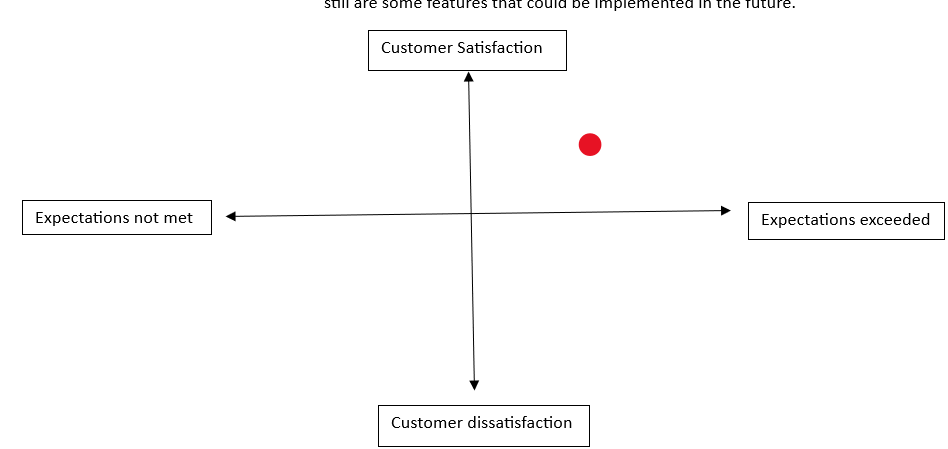 still are some features that could be implemented in the future.
Customer Satisfaction
Expectations not met
Expectations exceeded
Customer dissatisfaction